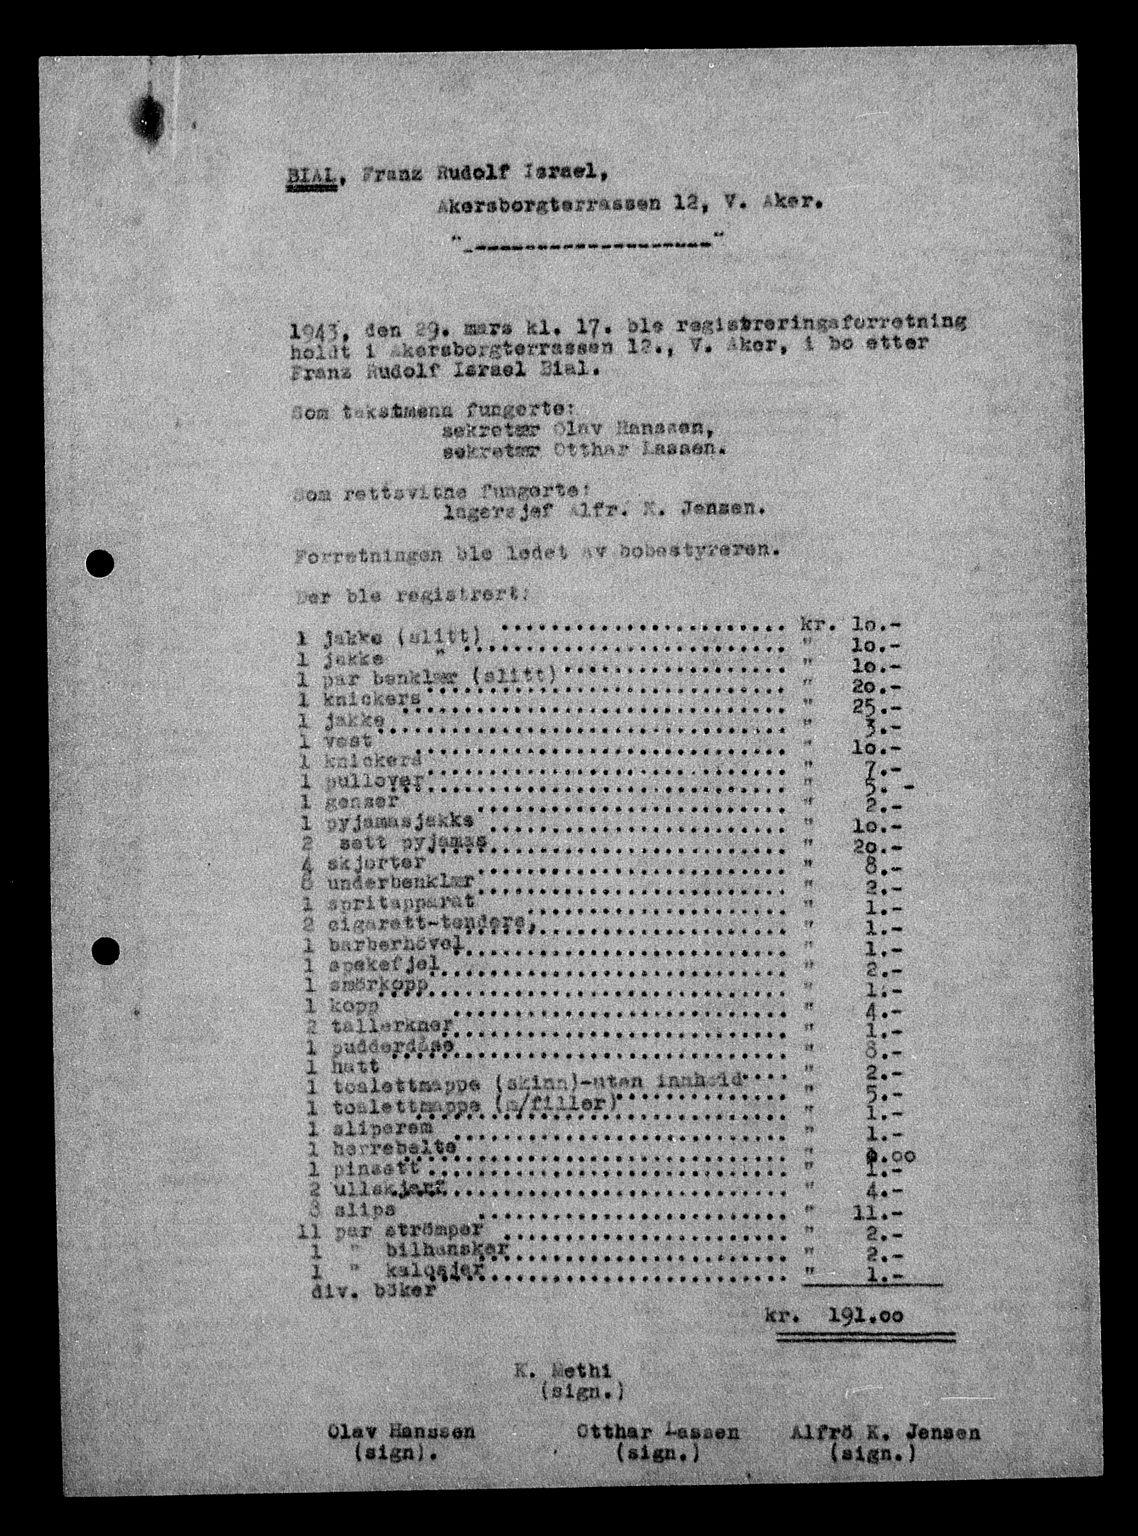 BIAL, Franz Rudolf Israel,
Akersborgterrassen 12, V. Aker.
"-------------------"
1943, den 29. mars kl. 17. ble registreringsforretning
holdt i Akersborgterrassen 12., V. Aker, i bo etter
Franz Rudolf Israel Bial.
Som takstmenn fungerte:
sekretær Olav Hanssen,
sekretær Otthar Lassen.
Som rettsvitne fungerte:
lagersjef Alfr. K. Jensen.
Forretningen ble ledet av bobestyreren.
Der ble registrert:
1 jakke (slitt) ........ kr. 10.-
1 jakke " ........ " 10.-
1 par benklær (slitt) ........ " 10.-
1 knickers ........ " 20.-
1 jakke ........ " 25.-
1 vest ........ " 3.-
1 knickers ........ " 10.-
1 pullover ........ " 7.-
1 genser ........ " 5. -
1 pyjamasjakke ........ " 2.-
2 sett pyjamas ........ " 10.-
4 skjorter ........ " 20.-
8 underbenklær ........ " 8.-
1 spritapparat ........ " 2.-
2 cigarett-tendere, ........ " 1.-
1 barberhövel ........ " 1.-
1 spekefjel ........ " 1.-
1 smörkopp ........ " 2.-
1 kopp ........ " 1.-
2 tallerkner ........ " 4.-
1 pudderdåse ........ " 1.-
1 hatt ........ " 8.-
1 toalettmappe (skinn)-uten innhold .... " 2.-
1 toalettmappe (m/filler) ........ " 5.-
1 sliperem ........ " 1.-
1 herrebelte ........ " 1.-
1 pinsett ........ " 0.00
2 ullskjerf ........ " 1.-
8 slips ........ " 4.-
11 par strömper ........ " 11.-
1 " bilhansker ........ " 2.-
1 " kalosjer ........ " 2.-
div. böker ........ " 1.-
kr. 191.00
K. Methi
(sign.)
Olav Hanssen Otthar Lassen Alfrö K. Jensen
(sign). (sign.) (sign.)